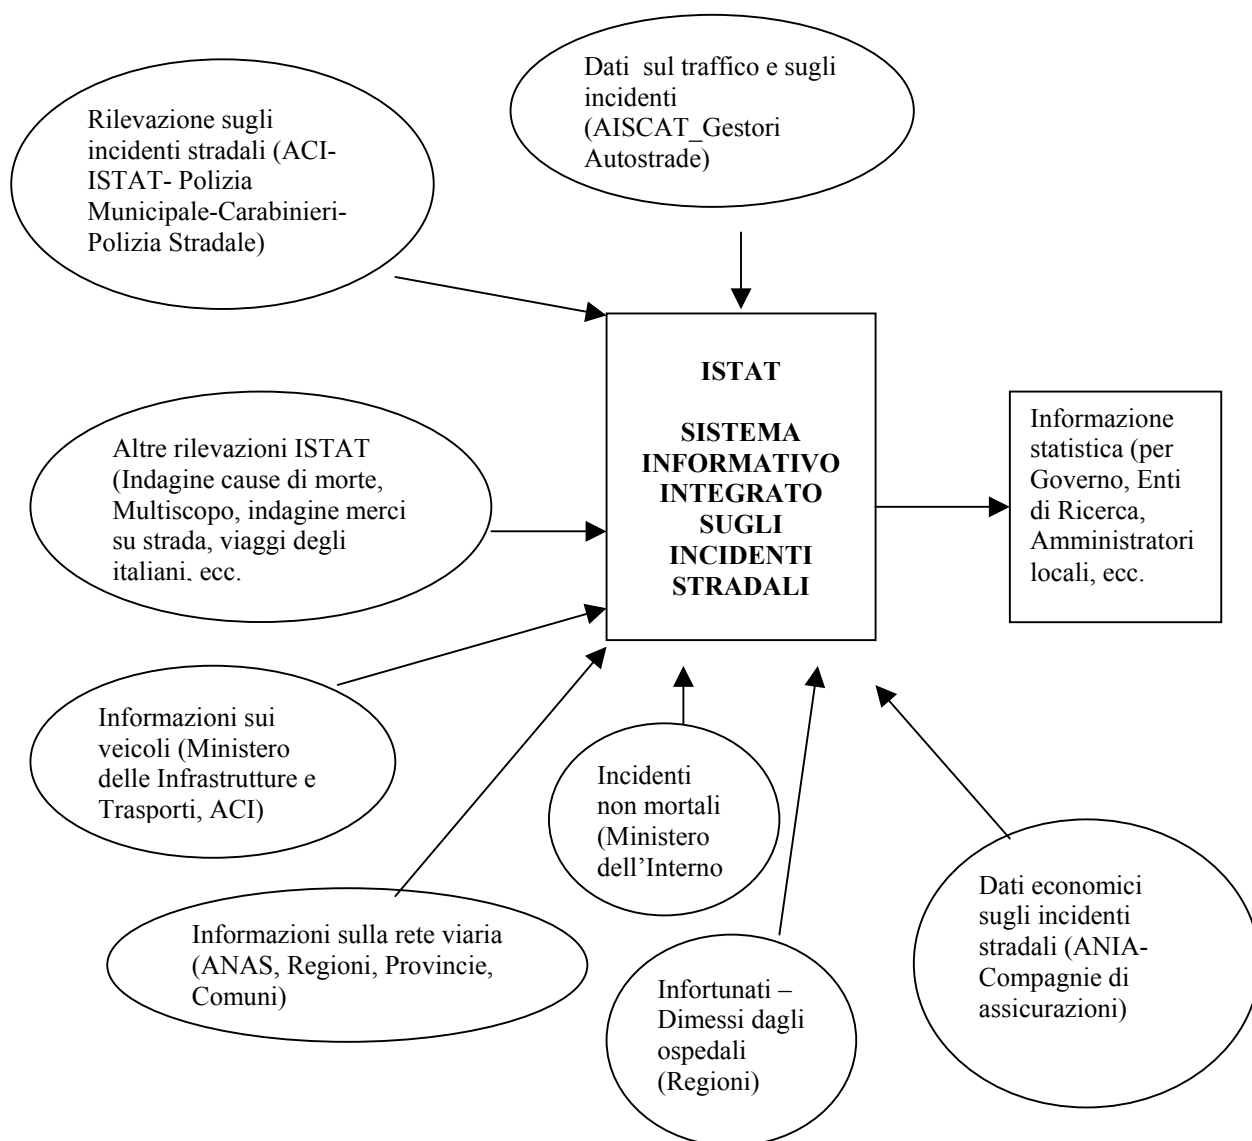 Dati sul traffico e sugli
incidenti
(AISCAT_Gestori
Autostrade)
Rilevazione sugli
incidenti stradali (ACI-
ISTAT- Polizia
Municipale-Carabinieri-
Polizia Stradale)
ISTAT
SISTEMA
INFORMATIVO
INTEGRATO
SUGLI
INCIDENTI
STRADALI
Informazione
statistica (per
Governo, Enti
di Ricerca,
Amministratori
locali, ecc.
Altre rilevazioni ISTAT
(Indagine cause di morte,
Multiscopo, indagine merci
su strada, viaggi degli
italiani, ecc.
Informazioni sui
veicoli (Ministero
delle Infrastrutture e
Trasporti, ACI)
Incidenti
non mortali
(Ministero
dell’Interno
Dati economici
sugli incidenti
stradali (ANIA-
Compagnie di
assicurazioni)
Informazioni sulla rete viaria
(ANAS, Regioni, Provincie,
Comuni)
Infortunati –
Dimessi dagli
ospedali
(Regioni)